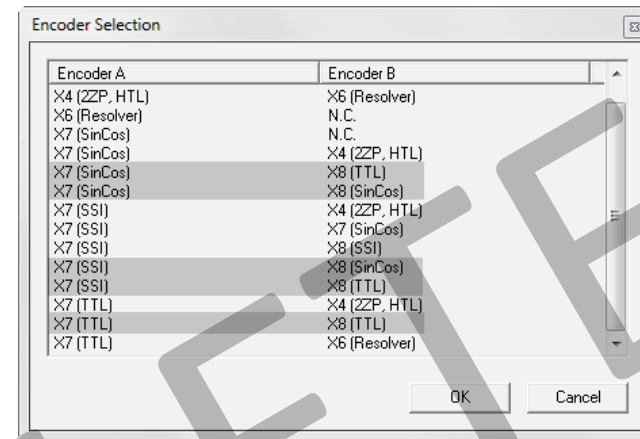 Encoder Selection
Encoder A Encoder B
X4 (2ZP, HTL) X6 (Resolver)
X6 (Resolver) N.C.
X7 (SinCos) N.C.
X7 (SinCos) X4 (2ZP, HTL)
X7 (SinCos) X8 (TTL)
X7 (SinCos) X8 (SinCos)
X7 (SSI) X4 (2ZP, HTL)
X7 (SSI) X7 (SinCos)
X7 (SSI) X8 (SSI)
X7 (SSI) X8 (SinCos)
X7 (SSI) X8 (TTL)
X7 (TTL) X4 (2ZP, HTL)
X7 (TTL) X8 (TTL)
X7 (TTL) X6 (Resolver)
OK Cancel